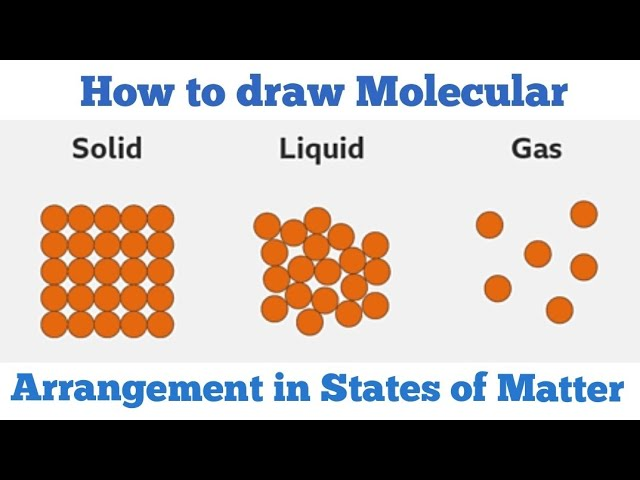 How to draw Molecular
Solid Liquid Gas
Arrangement in States of Matter